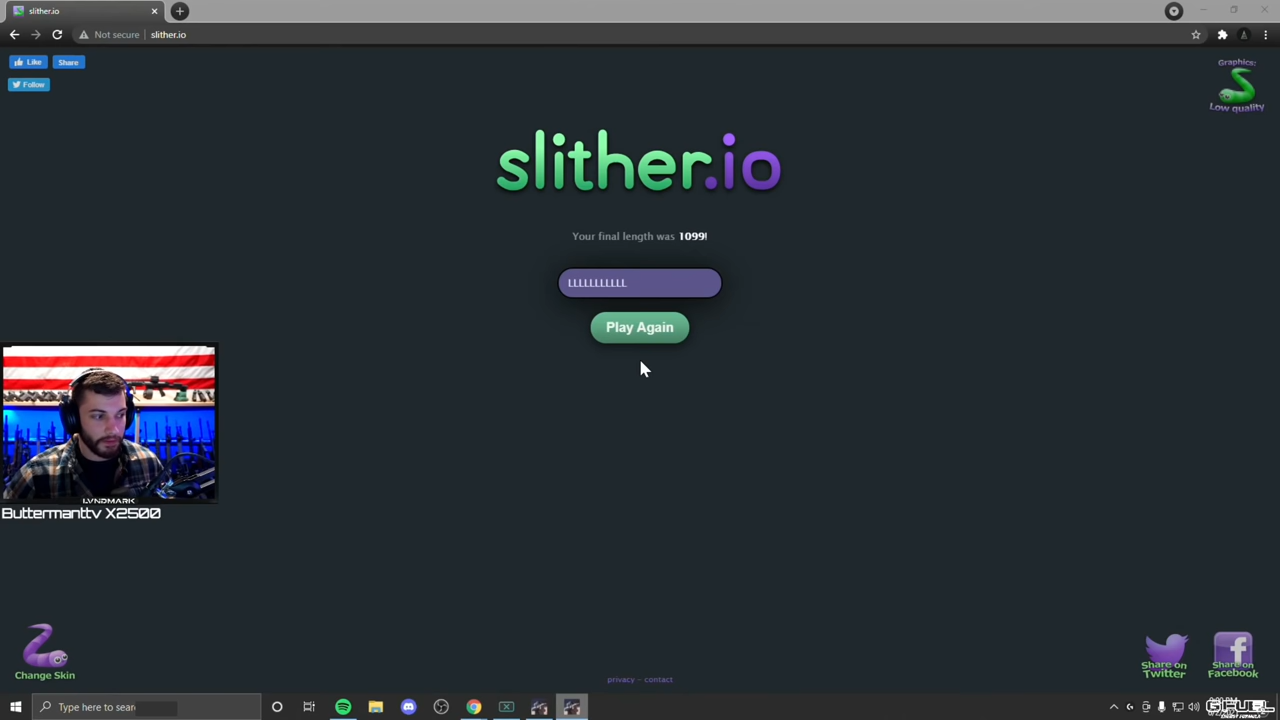 slither.io
Not secure
slither.io
Like
Share
Follow
Graphics:
Low quality
slither.io
Your final length was 1099!
LLLLLLLLLLL
Play Again
LVNDMARK
Buttermanttv X2500
Change Skin
Share on
Twitter
Share on
Facebook
privacy - contact
Type here to sear
GFUEL